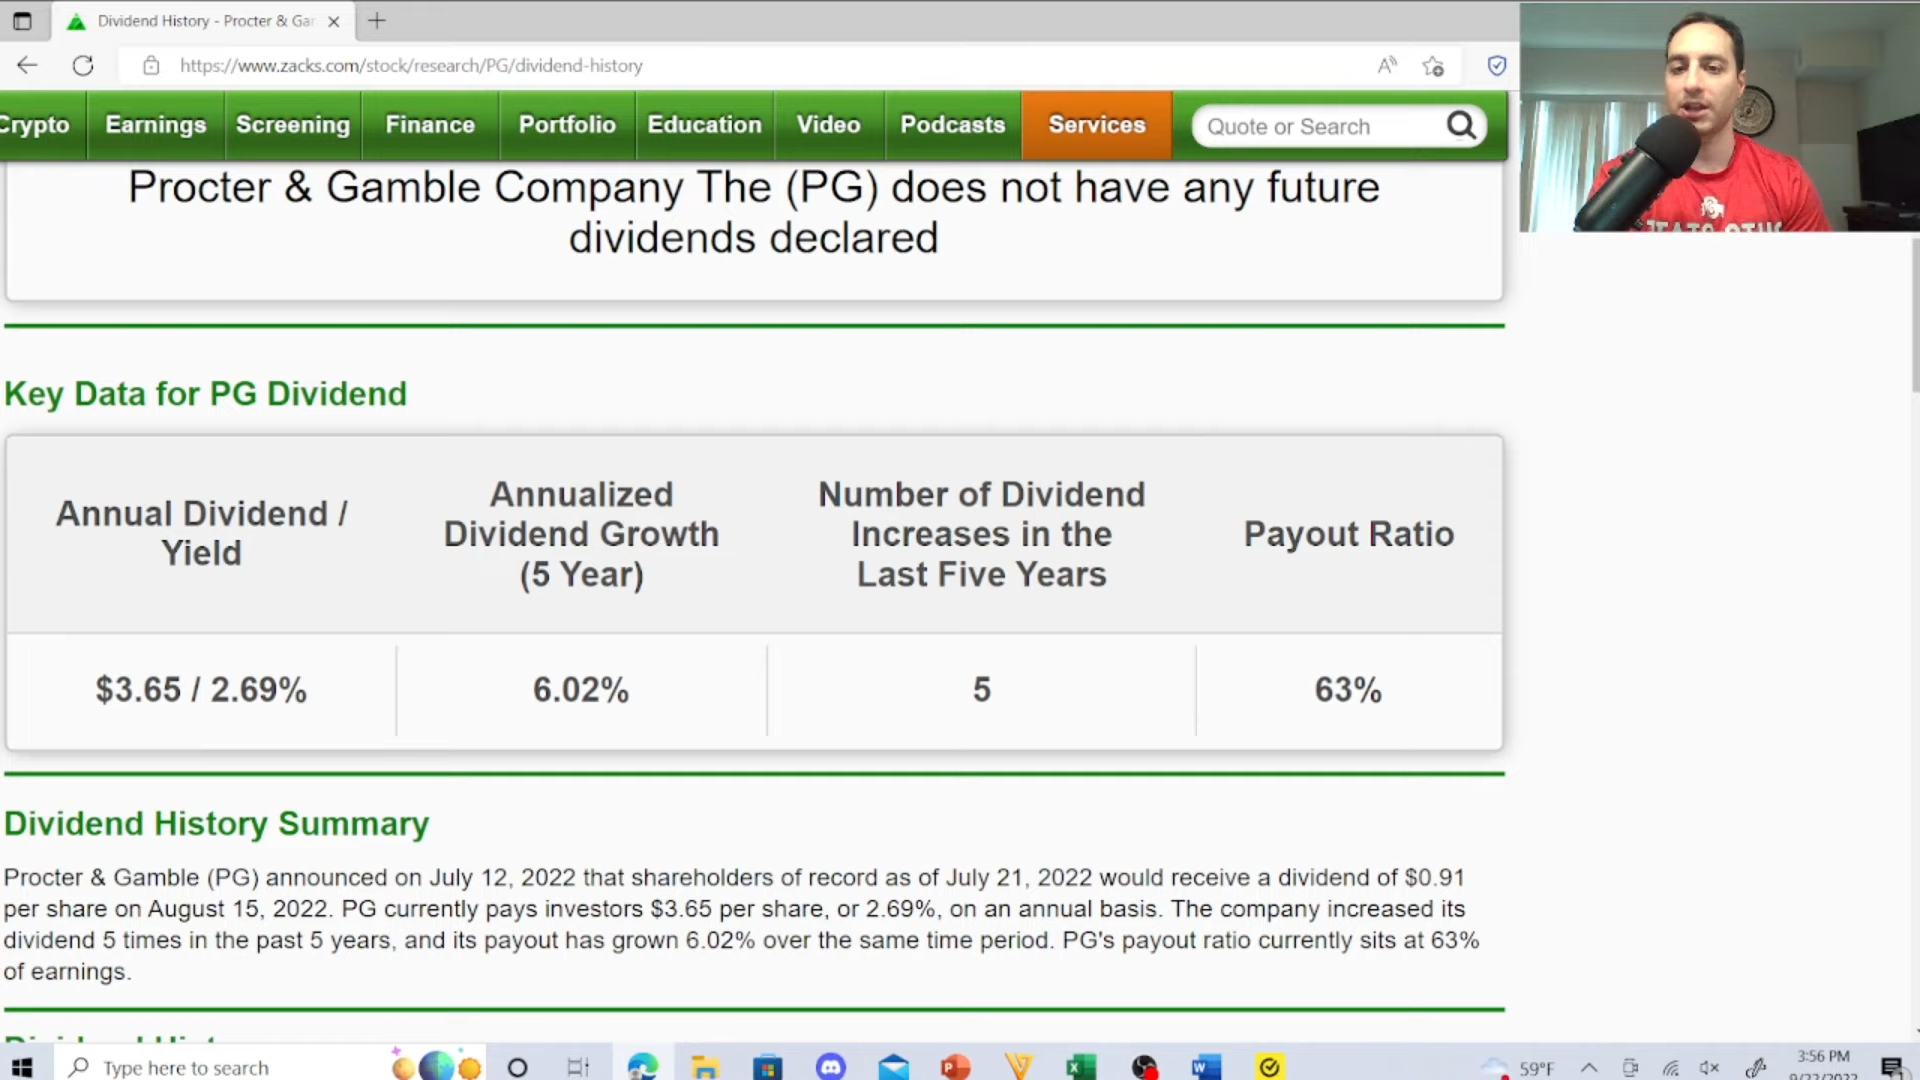 Dividend History - Procter & Gar
https://www.zacks.com/stock/research/PG/dividend-history
Crypto
Earnings
Screening
Finance
Portfolio
Education
Video
Podcasts
Services
Quote or Search
Procter & Gamble Company The (PG) does not have any future
dividends declared
Key Data for PG Dividend
Annual Dividend /
Yield
Annualized
Dividend Growth
(5 Year)
Number of Dividend
Increases in the
Last Five Years
Payout Ratio
$3.65 / 2.69%
6.02%
5
63%
Dividend History Summary
Procter & Gamble (PG) announced on July 12, 2022 that shareholders of record as of July 21, 2022 would receive a dividend of $0.91
per share on August 15, 2022. PG currently pays investors $3.65 per share, or 2.69%, on an annual basis. The company increased its
dividend 5 times in the past 5 years, and its payout has grown 6.02% over the same time period. PG's payout ratio currently sits at 63%
of earnings.
Type here to search
59°F
3:56 PM